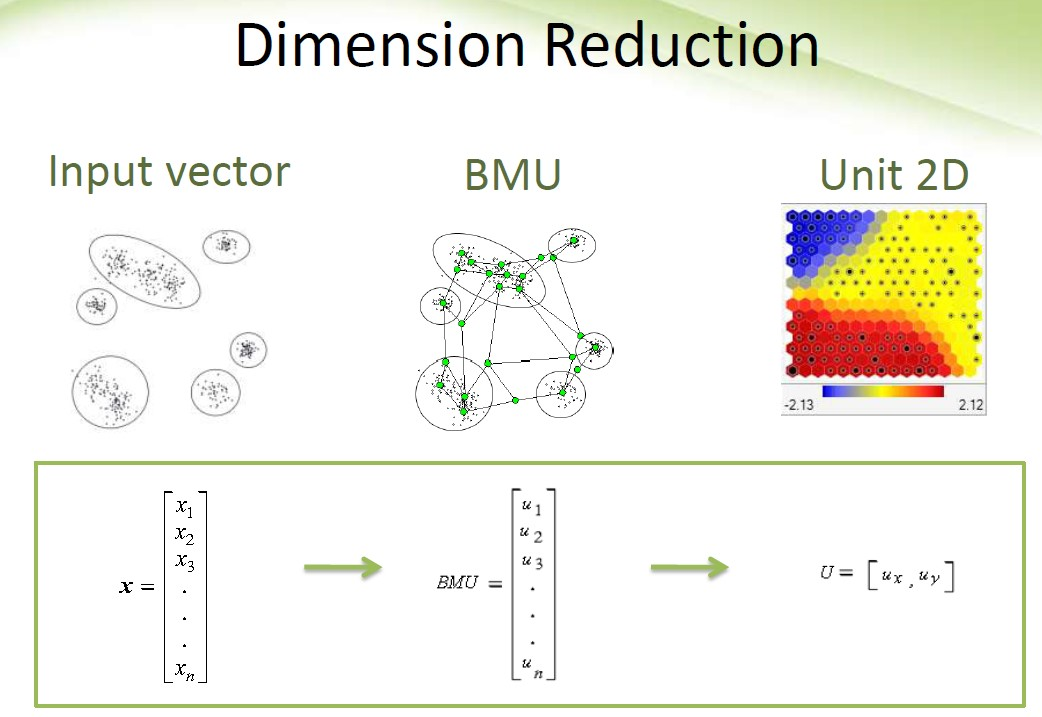 Dimension Reduction
Input vector
BMU
Unit 2D
-2.13
2.12
x =
x1
x2
x3
.
.
.
xn
BMU =
u1
u2
u3
.
.
.
un
U = [ux , uy]